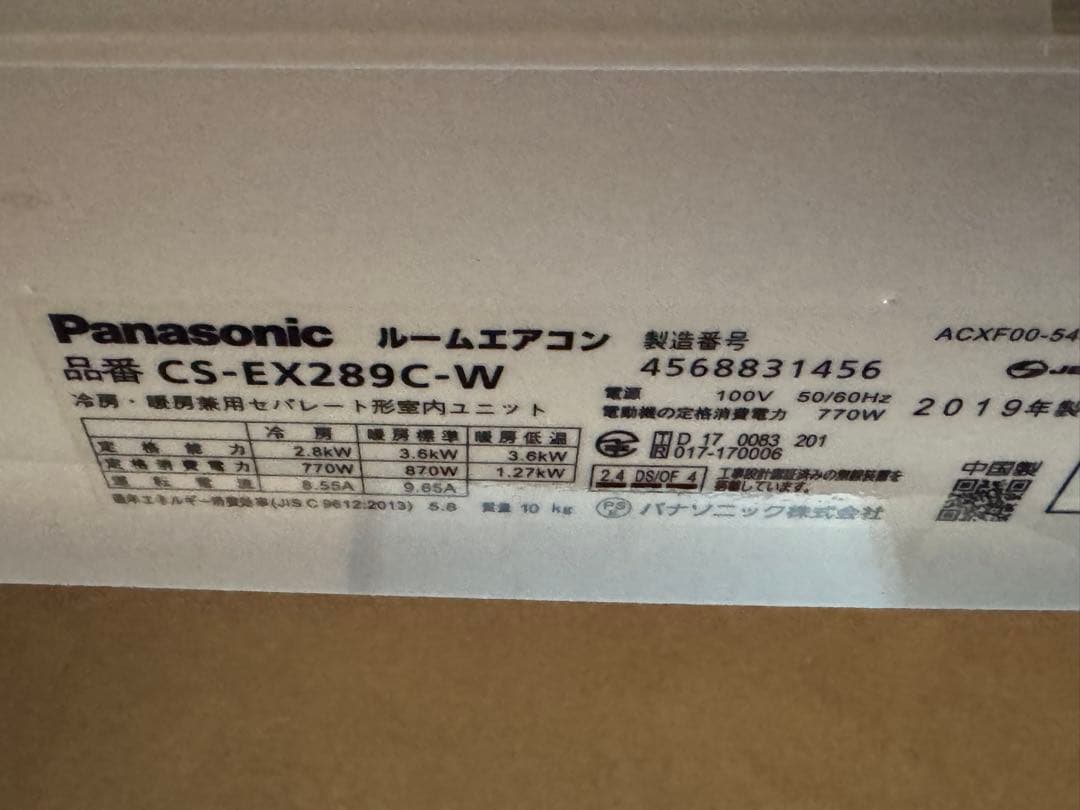 Panasonic ルームエアコン
品番 CS-EX289C-W
冷房・暖房兼用セパレート形室内ユニット
冷房 暖房標準 暖房低温
定格能力 2.8kW 3.6kW 3.6kW
定格消費電力 770W 870W 1.27kW
運転電流 8.55A 9.65A
通年エネルギー消費効率(JIS C 9612:2013) 5.8 質量 10 kg
製造番号
4568831456
電源 100V 50/60Hz
電動機の定格消費電力 770W
R D 17 0083 201
T 017-170006
2.4 DS/OF 4 工事設計認証済みの無線装置を
搭載しています。
PS E パナソニック株式会社
ACXF00-54
JE
2019年製
中国製